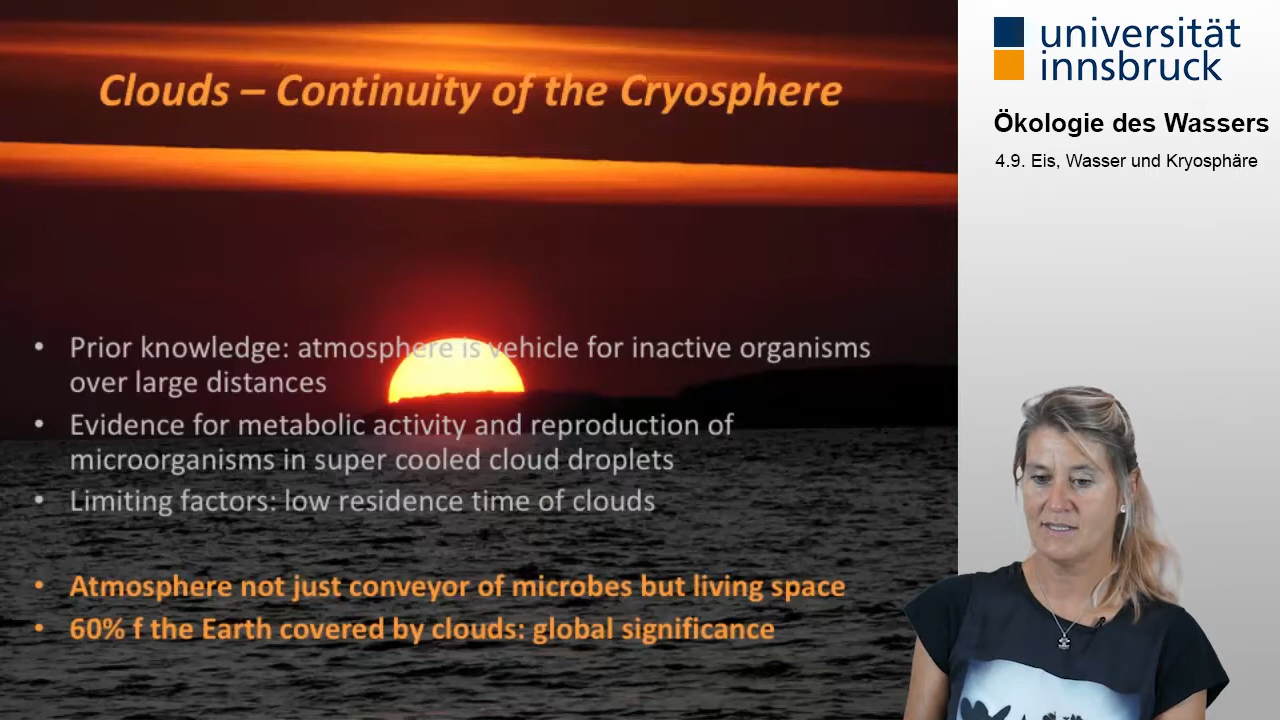 Clouds – Continuity of the Cryosphere
• Prior knowledge: atmosphere is vehicle for inactive organisms
over large distances
• Evidence for metabolic activity and reproduction of
microorganisms in super cooled cloud droplets
• Limiting factors: low residence time of clouds
• Atmosphere not just conveyor of microbes but living space
• 60% f the Earth covered by clouds: global significance
universität
innsbruck
Ökologie des Wassers
4.9. Eis, Wasser und Kryosphäre